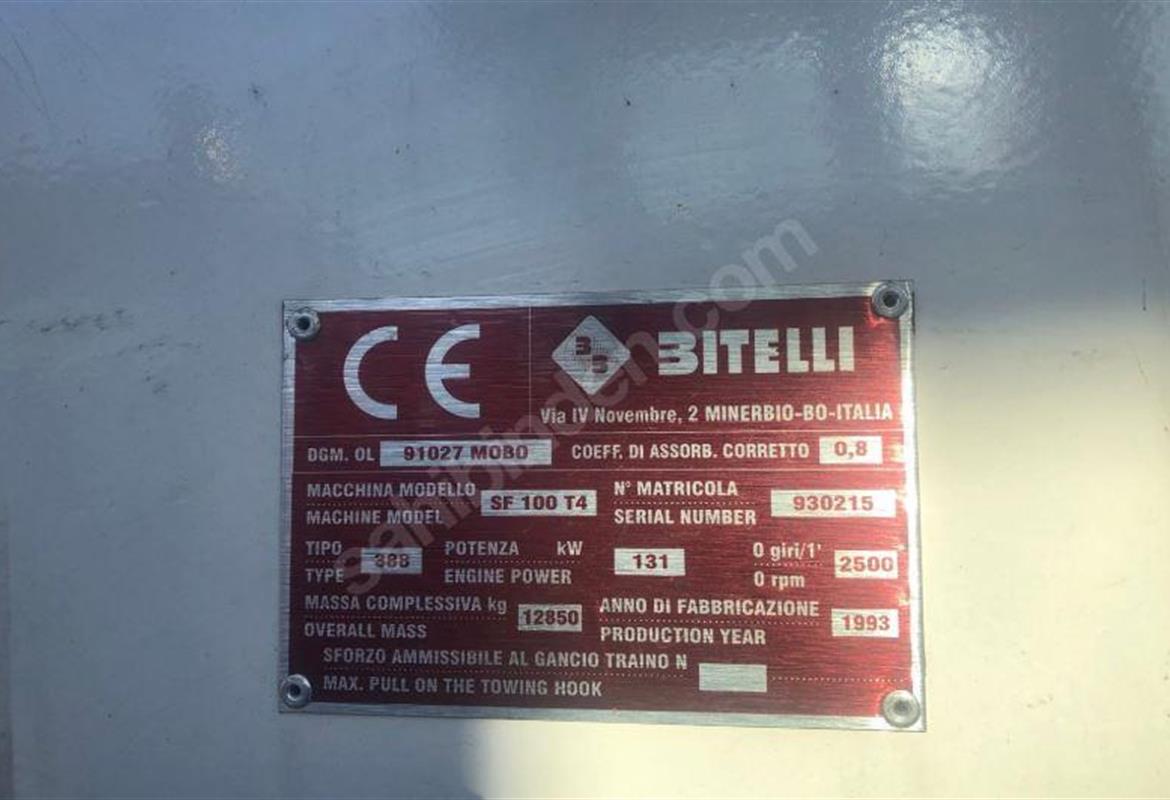 CE
BITELLI
Via IV Novembre, 2 MINERBIO-BO-ITALIA
DGM. OL 91027 MOBO COEFF. DI ASSORB. CORRETTO 0,8
MACCHINA MODELLO SF 100 T4 N° MATRICOLA 930215
MACHINE MODEL SERIAL NUMBER
TIPO 388 POTENZA kW 131 0 giri/1' 2500
TYPE ENGINE POWER 0 rpm
MASSA COMPLESSIVA kg 12850 ANNO DI FABBRICAZIONE 1993
OVERALL MASS PRODUCTION YEAR
SFORZO AMMISSIBILE AL GANCIO TRAINO N
MAX. PULL ON THE TOWING HOOK
sahibinden.com